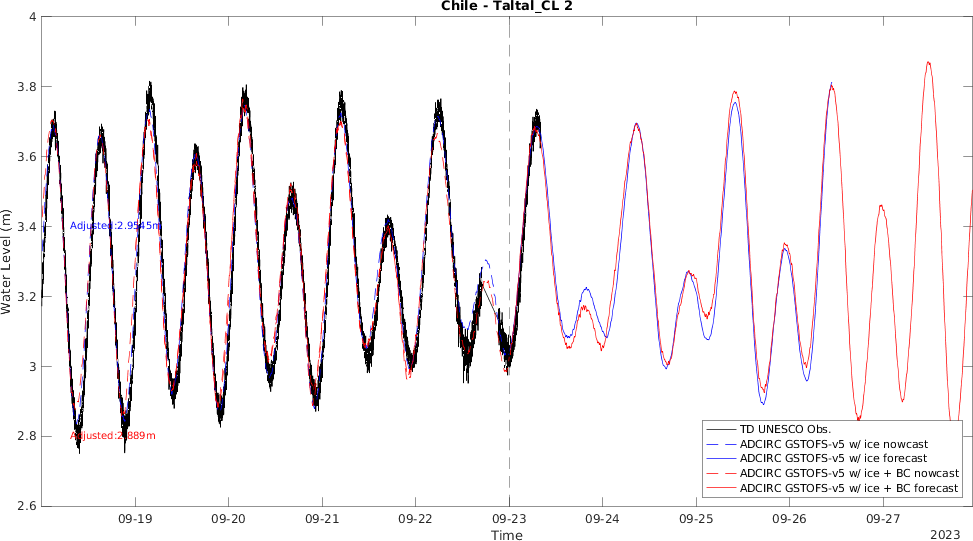 Chile - Taltal_CL 2
4
3.8
3.6
3.4
3.2
3
2.8
2.6
Water Level (m)
Adjusted:2.9545m
Adjusted:2.889m
TD UNESCO Obs.
ADCIRC GSTOFS-v5 w/ ice nowcast
ADCIRC GSTOFS-v5 w/ ice forecast
ADCIRC GSTOFS-v5 w/ ice + BC nowcast
ADCIRC GSTOFS-v5 w/ ice + BC forecast
09-19 09-20 09-21 09-22 09-23 09-24 09-25 09-26 09-27
Time
2023